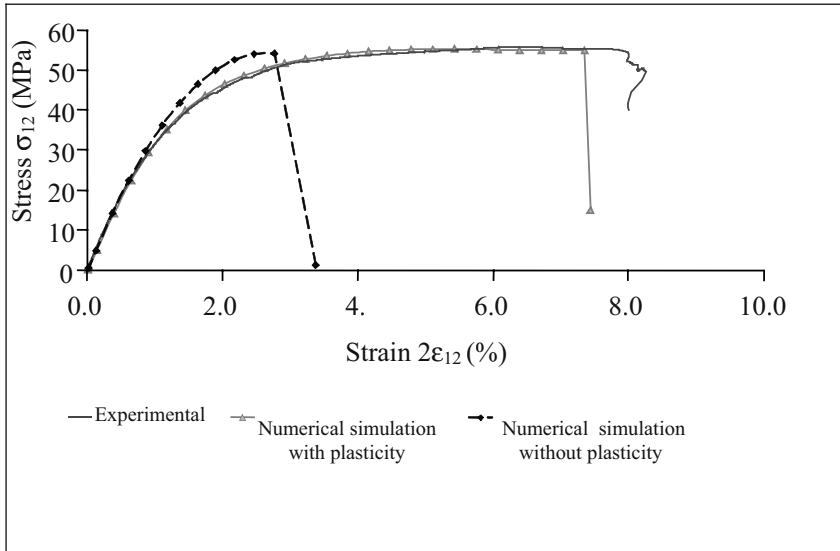 60
50
40
30
20
10
0
Stress σ12 (MPa)
0.0
2.0
4.
6.0
8.0
10.0
Strain 2ε12 (%)
Experimental
Numerical simulation
with plasticity
Numerical simulation
without plasticity